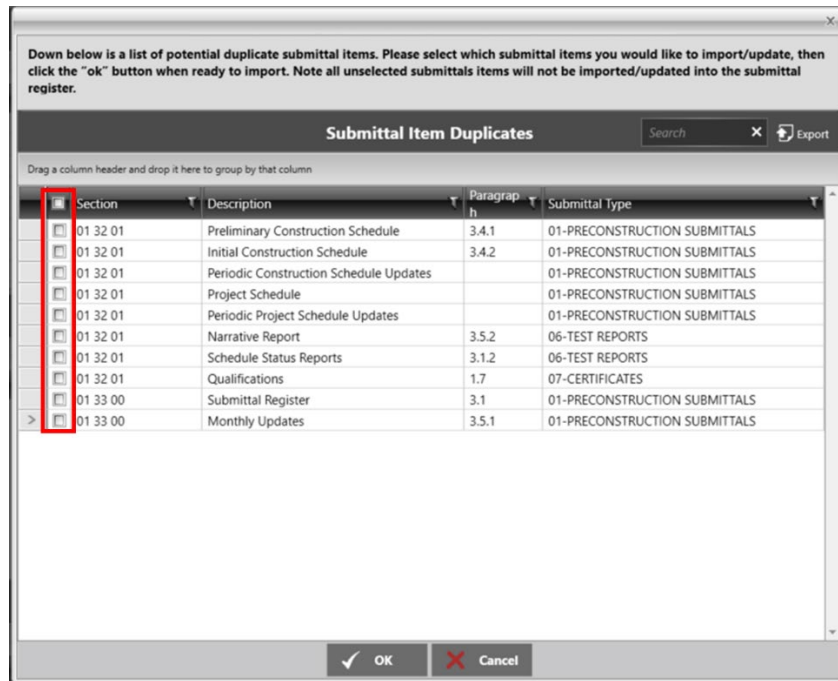 Down below is a list of potential duplicate submittal items. Please select which submittal items you would like to import/update, then
click the "ok" button when ready to import. Note all unselected submittals items will not be imported/updated into the submittal
register.
Submittal Item Duplicates Search Export
Drag a column header and drop it here to group by that column
Section Description Paragrap
h Submittal Type
01 32 01 Preliminary Construction Schedule 3.4.1 01-PRECONSTRUCTION SUBMITTALS
01 32 01 Initial Construction Schedule 3.4.2 01-PRECONSTRUCTION SUBMITTALS
01 32 01 Periodic Construction Schedule Updates 01-PRECONSTRUCTION SUBMITTALS
01 32 01 Project Schedule 01-PRECONSTRUCTION SUBMITTALS
01 32 01 Periodic Project Schedule Updates 01-PRECONSTRUCTION SUBMITTALS
01 32 01 Narrative Report 3.5.2 06-TEST REPORTS
01 32 01 Schedule Status Reports 3.1.2 06-TEST REPORTS
01 32 01 Qualifications 1.7 07-CERTIFICATES
01 33 00 Submittal Register 3.1 01-PRECONSTRUCTION SUBMITTALS
01 33 00 Monthly Updates 3.5.1 01-PRECONSTRUCTION SUBMITTALS
OK Cancel